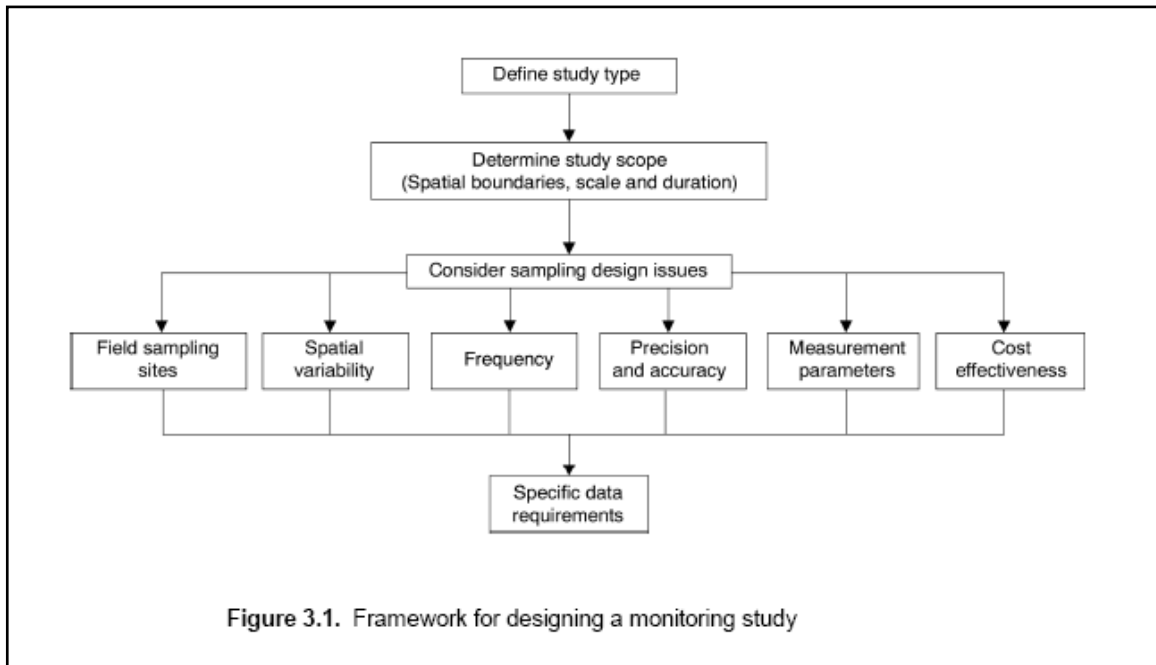 Define study type
Determine study scope
(Spatial boundaries, scale and duration)
Consider sampling design issues
Field sampling
sites
Spatial
variability
Frequency
Precision
and accuracy
Measurement
parameters
Cost
effectiveness
Specific data
requirements
Figure 3.1. Framework for designing a monitoring study